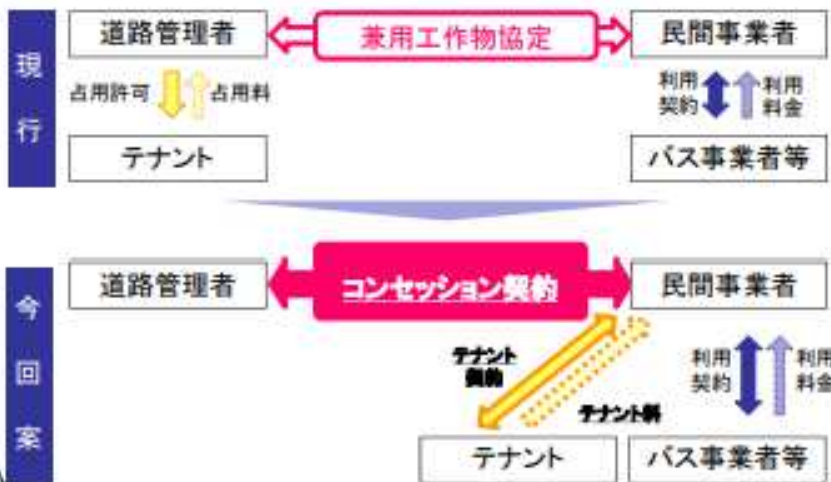 現行
道路管理者
兼用工作物協定
民間事業者
占用許可
占用料
利用
契約
利用
料金
テナント
バス事業者等
今回案
道路管理者
コンセッション契約
民間事業者
テナント
契約
テナント料
利用
契約
利用
料金
テナント
バス事業者等